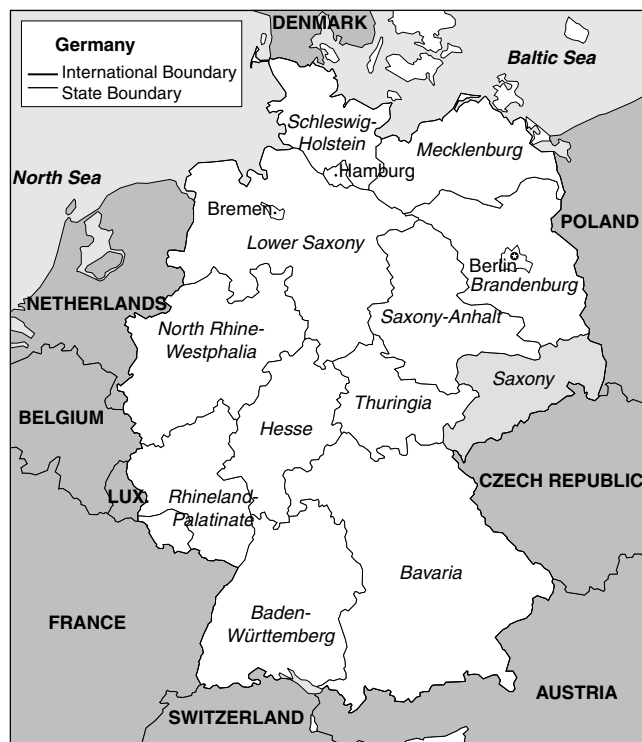 DENMARK
Germany
International Boundary
State Boundary
Baltic Sea
Schleswig-
Holstein
Mecklenburg
Hamburg
North Sea
Bremen
POLAND
Lower Saxony
Berlin
Brandenburg
NETHERLANDS
North Rhine-
Westphalia
Saxony-Anhalt
Saxony
Thuringia
BELGIUM
Hesse
CZECH REPUBLIC
LUX.
Rhineland-
Palatinate
Bavaria
FRANCE
Baden-
Württemberg
AUSTRIA
SWITZERLAND